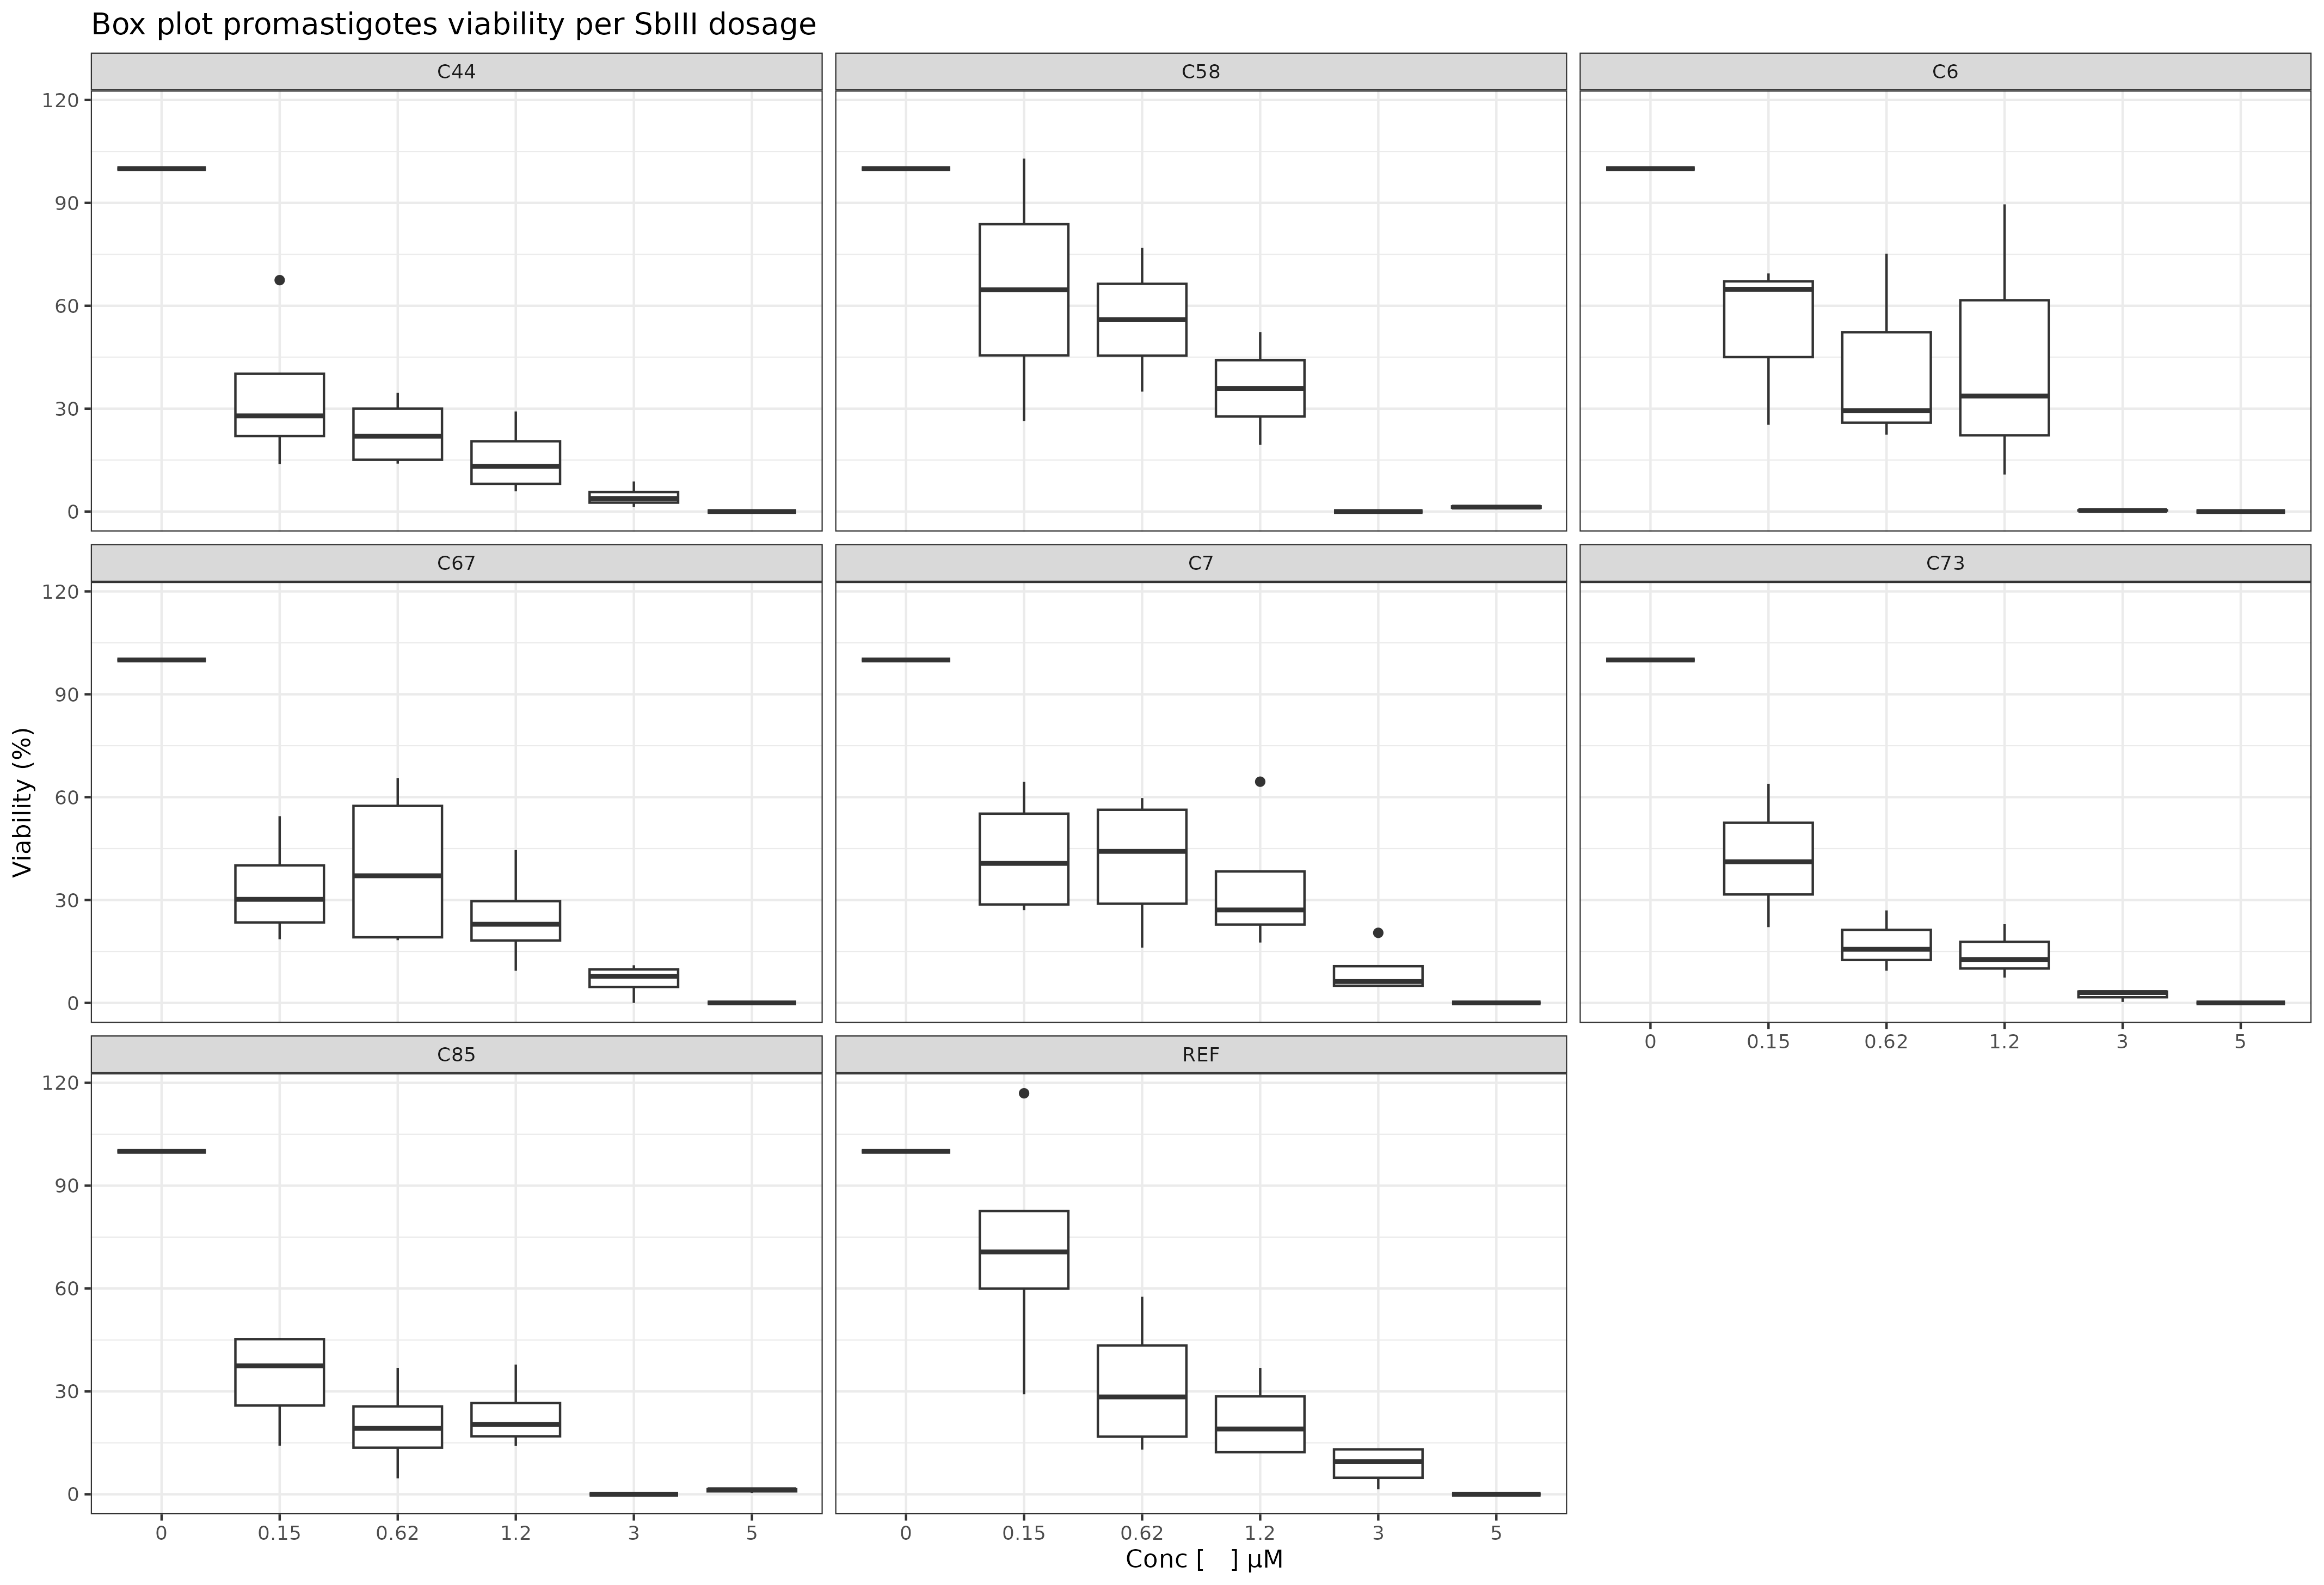 Box plot promastigotes viability per SbIII dosage
C44
C58
C6
120
90
60
30
0
C67
C7
C73
120
90
60
30
0
0 0.15 0.62 1.2 3 5
C85
REF
120
90
60
30
0
0 0.15 0.62 1.2 3 5
0 0.15 0.62 1.2 3 5
Viability (%)
Conc [   ] µM